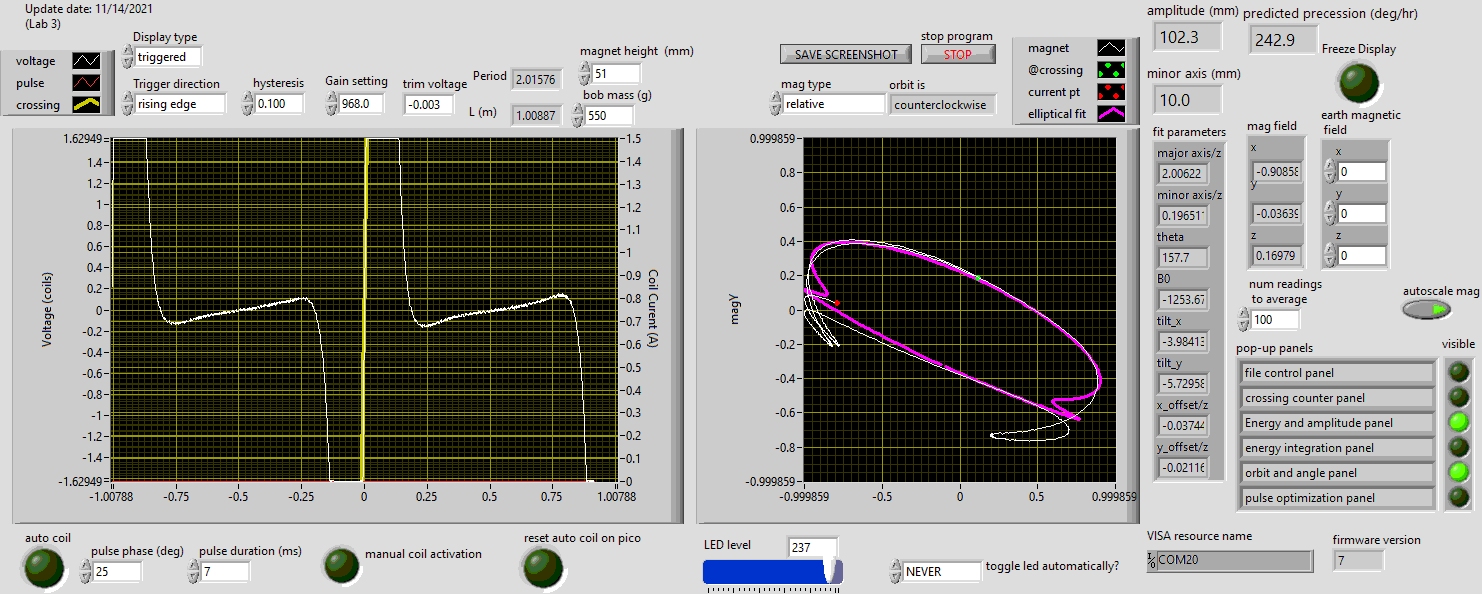 Update date: 11/14/2021
(Lab 3)
voltage
pulse
crossing
Display type
triggered
Trigger direction
rising edge
hysteresis
0.100
Gain setting
968.0
trim voltage
-0.003
Period
2.01576
L (m)
1.00887
magnet height (mm)
51
bob mass (g)
550
SAVE SCREENSHOT
stop program
STOP
mag type
relative
orbit is
counterclockwise
magnet
@crossing
current pt
elliptical fit
amplitude (mm)
102.3
predicted precession (deg/hr)
242.9
minor axis (mm)
10.0
Freeze Display
Voltage (coils)
1.62949
1.4
1.2
1
0.8
0.6
0.4
0.2
0
-0.2
-0.4
-0.6
-0.8
-1
-1.2
-1.4
-1.62949
-1.00788
-0.75
-0.5
-0.25
0
0.25
0.5
0.75
1.00788
1.5
1.4
1.3
1.2
1.1
1
0.9
0.8
0.7
0.6
0.5
0.4
0.3
0.2
0.1
0
Coil Curent (A)
magy
0.999859
0.8
0.6
0.4
0.2
0
-0.2
-0.4
-0.6
-0.8
-0.999859
-0.999859
-0.5
0
0.5
0.999859
fit parameters
major axis/z
2.00622
minor axis/z
0.19651
theta
157.7
B0
-1253.67
tilt_x
-3.98413
tilt_y
-5.72958
x_offset/z
-0.03744
y_offset/z
-0.02116
mag field
x
-0.90858
y
-0.03639
z
0.16979
earth magnetic
field
x
0
y
0
z
0
num readings
to average
100
autoscale mag
pop-up panels
visible
file control panel
crossing counter panel
Energy and amplitude panel
energy integration panel
orbit and angle panel
pulse optimization panel
auto coil
pulse phase (deg)
25
pulse duration (ms)
7
manual coil activation
reset auto coil on pico
LED level
237
NEVER
toggle led automatically?
VISA resource name
COM20
firmware version
7